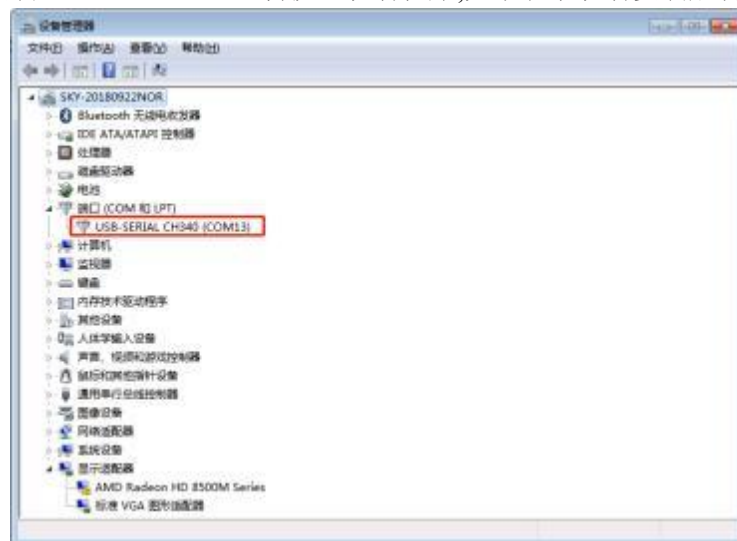 设备管理器
文件(F) 操作(A) 查看(V) 帮助(H)
SKY-20180922NOR
Bluetooth 无线电收发器
IDE ATA/ATAPI 控制器
处理器
磁盘驱动器
电池
端口 (COM 和 LPT)
USB-SERIAL CH340 (COM13)
计算机
监视器
键盘
内存技术驱动程序
其他设备
人体学输入设备
声音、视频和游戏控制器
鼠标和其他指针设备
通用串行总线控制器
图像设备
网络适配器
系统设备
显示适配器
AMD Radeon HD 8500M Series
标准 VGA 图形适配器